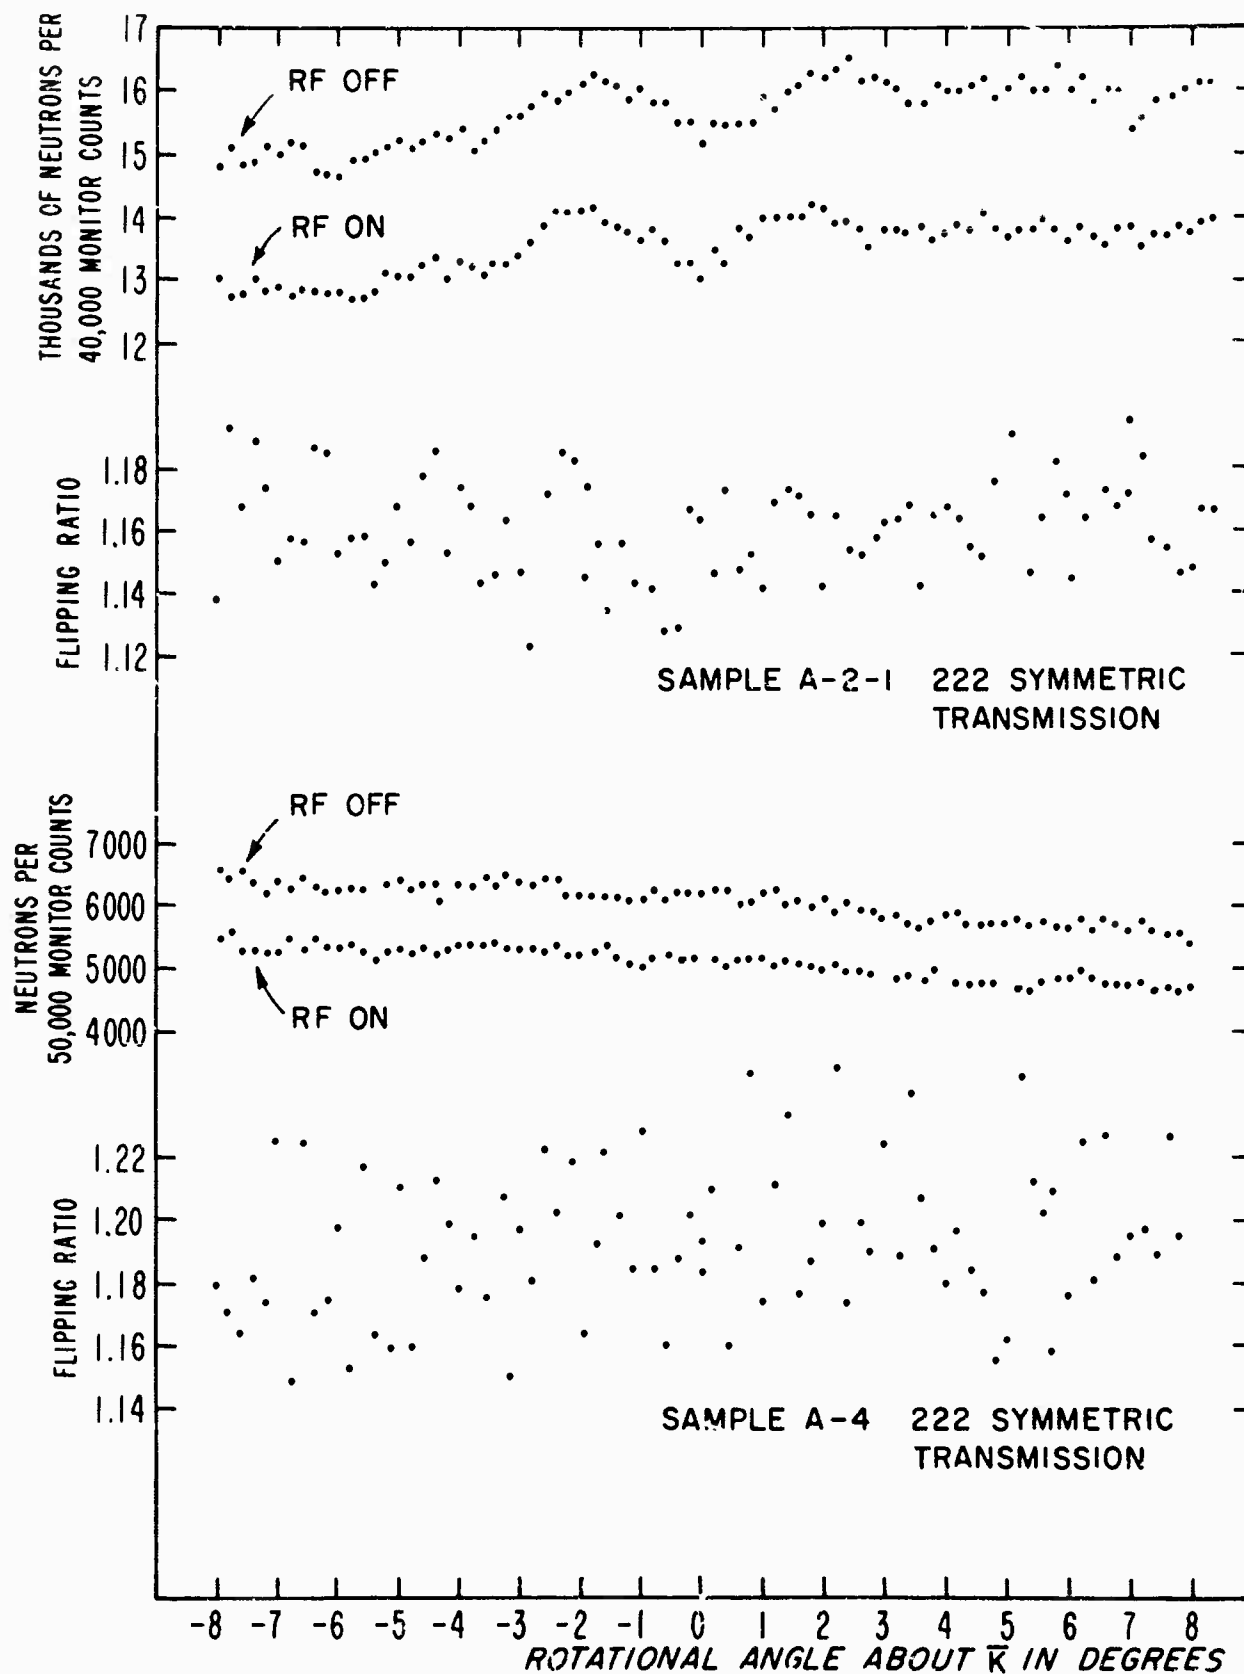 17
16
15
14
13
12
THOUSANDS OF NEUTRONS PER
40,000 MONITOR COUNTS
RF OFF
RF ON
1.18
1.16
1.14
1.12
FLIPPING RATIO
SAMPLE A-2-1 222 SYMMETRIC
TRANSMISSION
7000
6000
5000
4000
NEUTRONS PER
50,000 MONITOR COUNTS
RF OFF
RF ON
1.22
1.20
1.18
1.16
1.14
FLIPPING RATIO
SAMPLE A-4 222 SYMMETRIC
TRANSMISSION
-8 -7 -6 -5 -4 -3 -2 -1 0 1 2 3 4 5 6 7 8
ROTATIONAL ANGLE ABOUT K̅ IN DEGREES